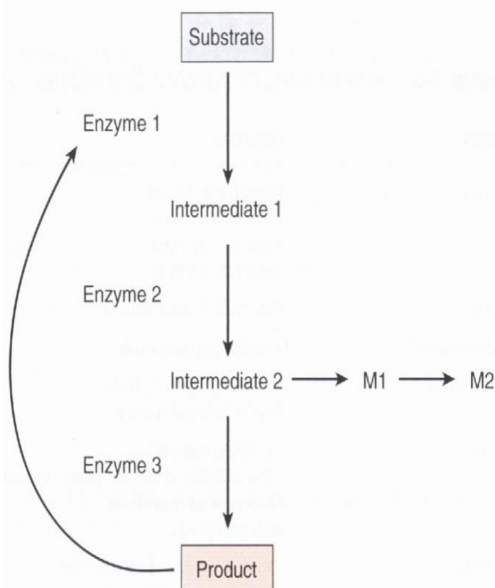 Substrate
Enzyme 1
Intermediate 1
Enzyme 2
Intermediate 2 M1 M2
Enzyme 3
Product